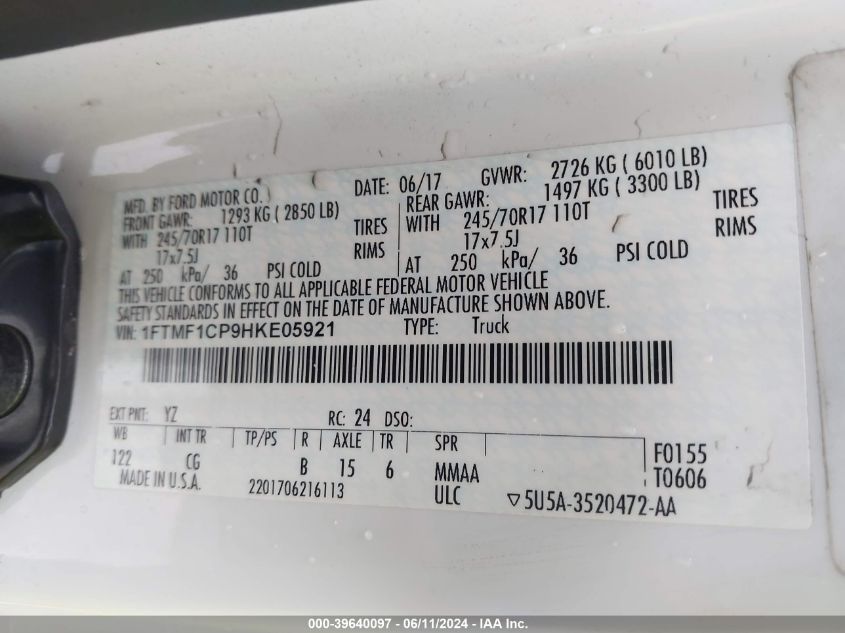 MFD. BY FORD MOTOR CO. DATE: 06/17 GVWR: 2726 KG ( 6010 LB)
FRONT GAWR: 1293 KG ( 2850 LB) REAR GAWR: 1497 KG ( 3300 LB)
WITH 245/70R17 110T TIRES WITH 245/70R17 110T TIRES
17x7.5J RIMS 17x7.5J RIMS
AT 250 kPa/ 36 PSI COLD AT 250 kPa/ 36 PSI COLD
THIS VEHICLE CONFORMS TO ALL APPLICABLE FEDERAL MOTOR VEHICLE
SAFETY STANDARDS IN EFFECT ON THE DATE OF MANUFACTURE SHOWN ABOVE.
VIN: 1FTMF1CP9HKE05921 TYPE: Truck
EXT PNT: YZ RC: 24 DSO:
WB INT TR TP/PS R AXLE TR SPR
122 CG B 15 6 MMAA F0155
MADE IN U.S.A. 2201706216113 ULC T0606
▽5U5A-3520472-AA
000-39640097 - 06/11/2024 - IAA Inc.